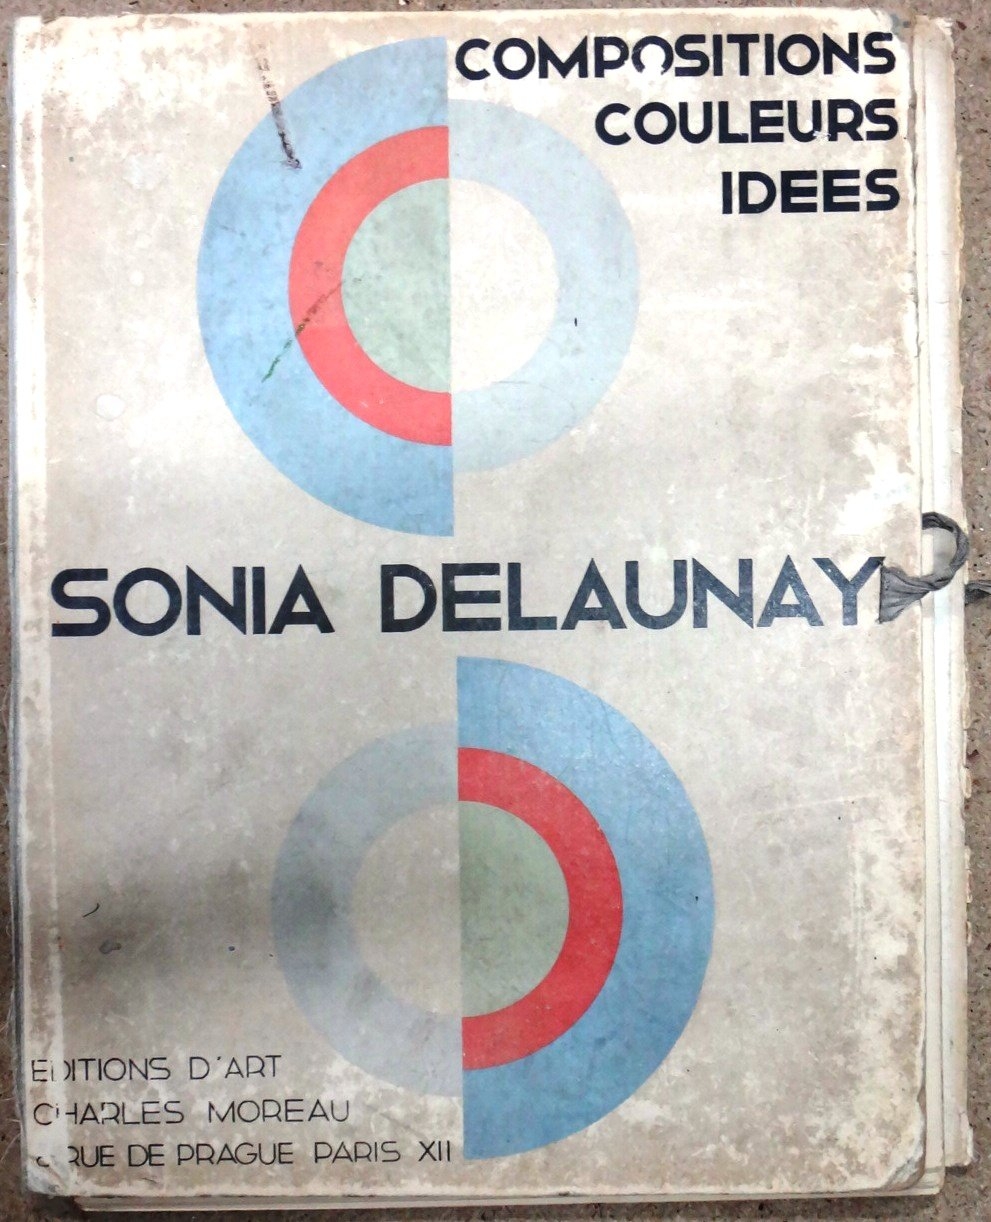 COMPOSITIONS
COULEURS
IDEES
SONIA DELAUNAY
EDITIONS D'ART
CHARLES MOREAU
RUE DE PRAGUE PARIS XII